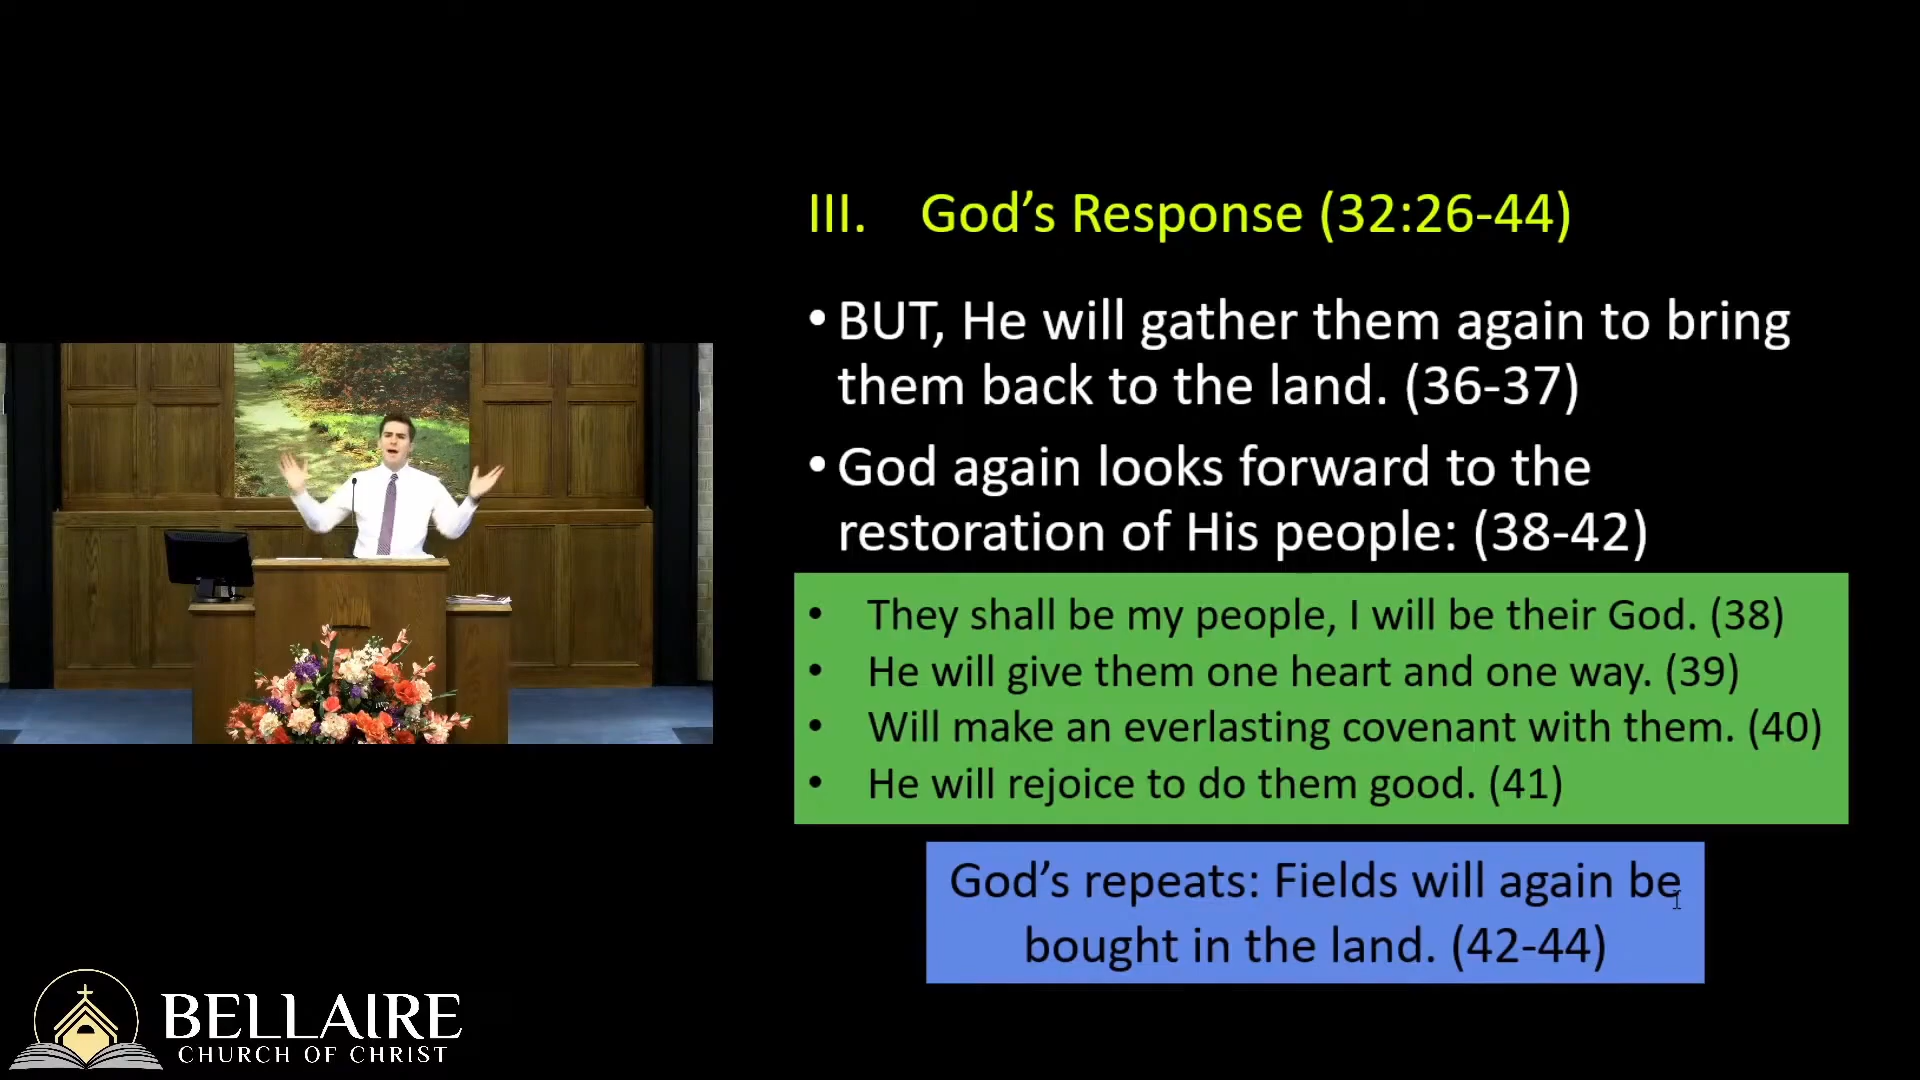 III. God’s Response (32:26-44)
•BUT, He will gather them again to bring
them back to the land. (36-37)
•God again looks forward to the
restoration of His people: (38-42)
• They shall be my people, I will be their God. (38)
• He will give them one heart and one way. (39)
• Will make an everlasting covenant with them. (40)
• He will rejoice to do them good. (41)
God’s repeats: Fields will again be
bought in the land. (42-44)
BELLAIRE
CHURCH OF CHRIST